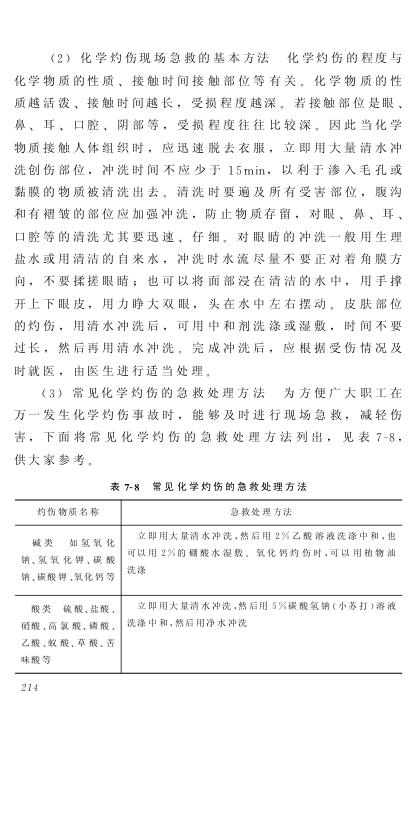 （2）化学灼伤现场急救的基本方法　化学灼伤的程度与
化学物质的性质、接触时间接触部位等有关。化学物质的性
质越活泼、接触时间越长，受损程度越深。若接触部位是眼、
鼻、耳、口腔、阴部等，受损程度往往比较深。因此当化学
物质接触人体组织时，应迅速脱去衣服，立即用大量清水冲
洗创伤部位，冲洗时间不应少于 15min，以利于渗入毛孔或
黏膜的物质被清洗出去。清洗时要遍及所有受害部位，腹沟
和有褶皱的部位应加强冲洗，防止物质存留，对眼、鼻、耳、
口腔等的清洗尤其要迅速、仔细。对眼睛的冲洗一般用生理
盐水或用清洁的自来水，冲洗时水流尽量不要正对着角膜方
向，不要揉搓眼睛；也可以将面部浸在清洁的水中，用手撑
开上下眼皮，用力睁大双眼，头在水中左右摆动。皮肤部位
的灼伤，用清水冲洗后，可用中和剂洗涤或湿敷，时间不要
过长，然后再用清水冲洗。完成冲洗后，应根据受伤情况及
时就医，由医生进行适当处理。
（3）常见化学灼伤的急救处理方法　为方便广大职工在
万一发生化学灼伤事故时，能够及时进行现场急救，减轻伤
害，下面将常见化学灼伤的急救处理方法列出，见表 7-8，
供大家参考。
表 7-8　常见化学灼伤的急救处理方法
灼伤物质名称　急救处理方法
碱类　如氢氧化
钠、氢氧化钾、碳酸
钠、碳酸钾、氧化钙等
立即用大量清水冲洗，然后用 2%乙酸溶液洗涤中和，也
可以用 2%的硼酸水湿敷。氧化钙灼伤时，可以用植物油
洗涤
酸类　硫酸、盐酸、
硝酸、高氯酸、磷酸、
乙酸、蚁酸、草酸、苦
味酸等
立即用大量清水冲洗，然后用 5%碳酸氢钠（小苏打）溶液
洗涤中和，然后用净水冲洗
214